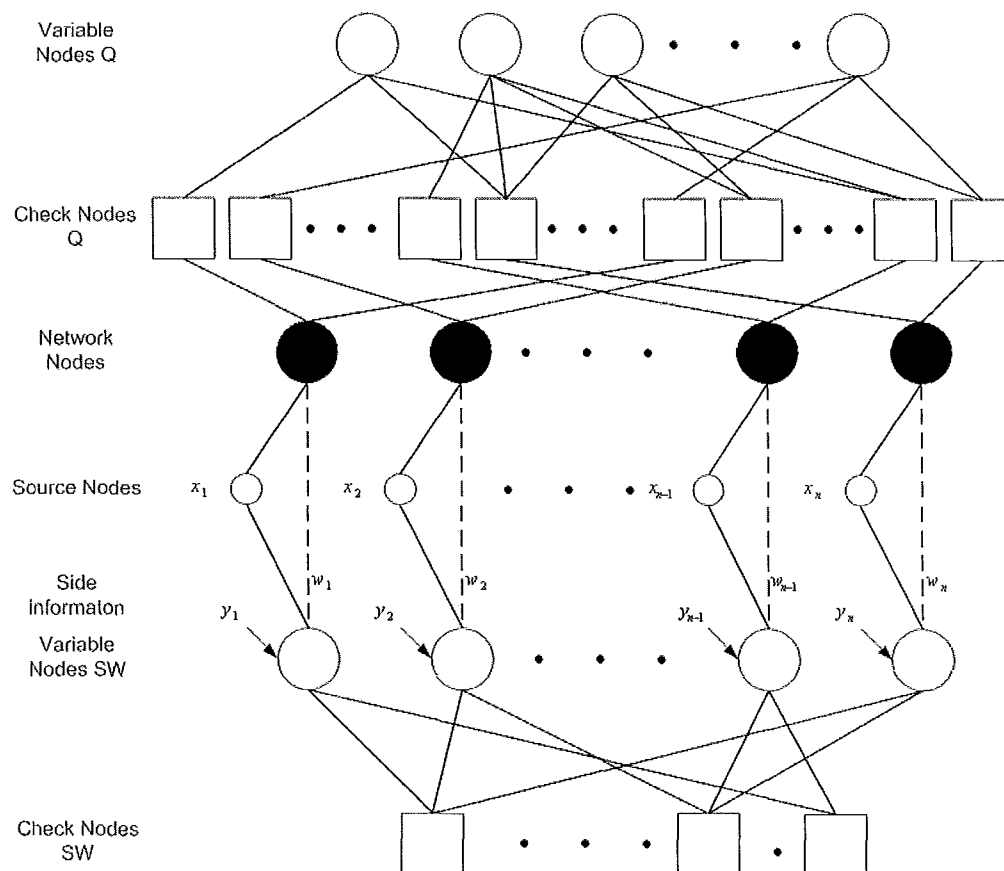 Variable
Nodes Q
Check Nodes
Q
Network
Nodes
Source Nodes
x₁
x₂
xₙ₋₁
xₙ
Side
informaton
w₁
w₂
wₙ₋₁
wₙ
y₁
y₂
yₙ₋₁
yₙ
Variable
Nodes SW
Check Nodes
SW